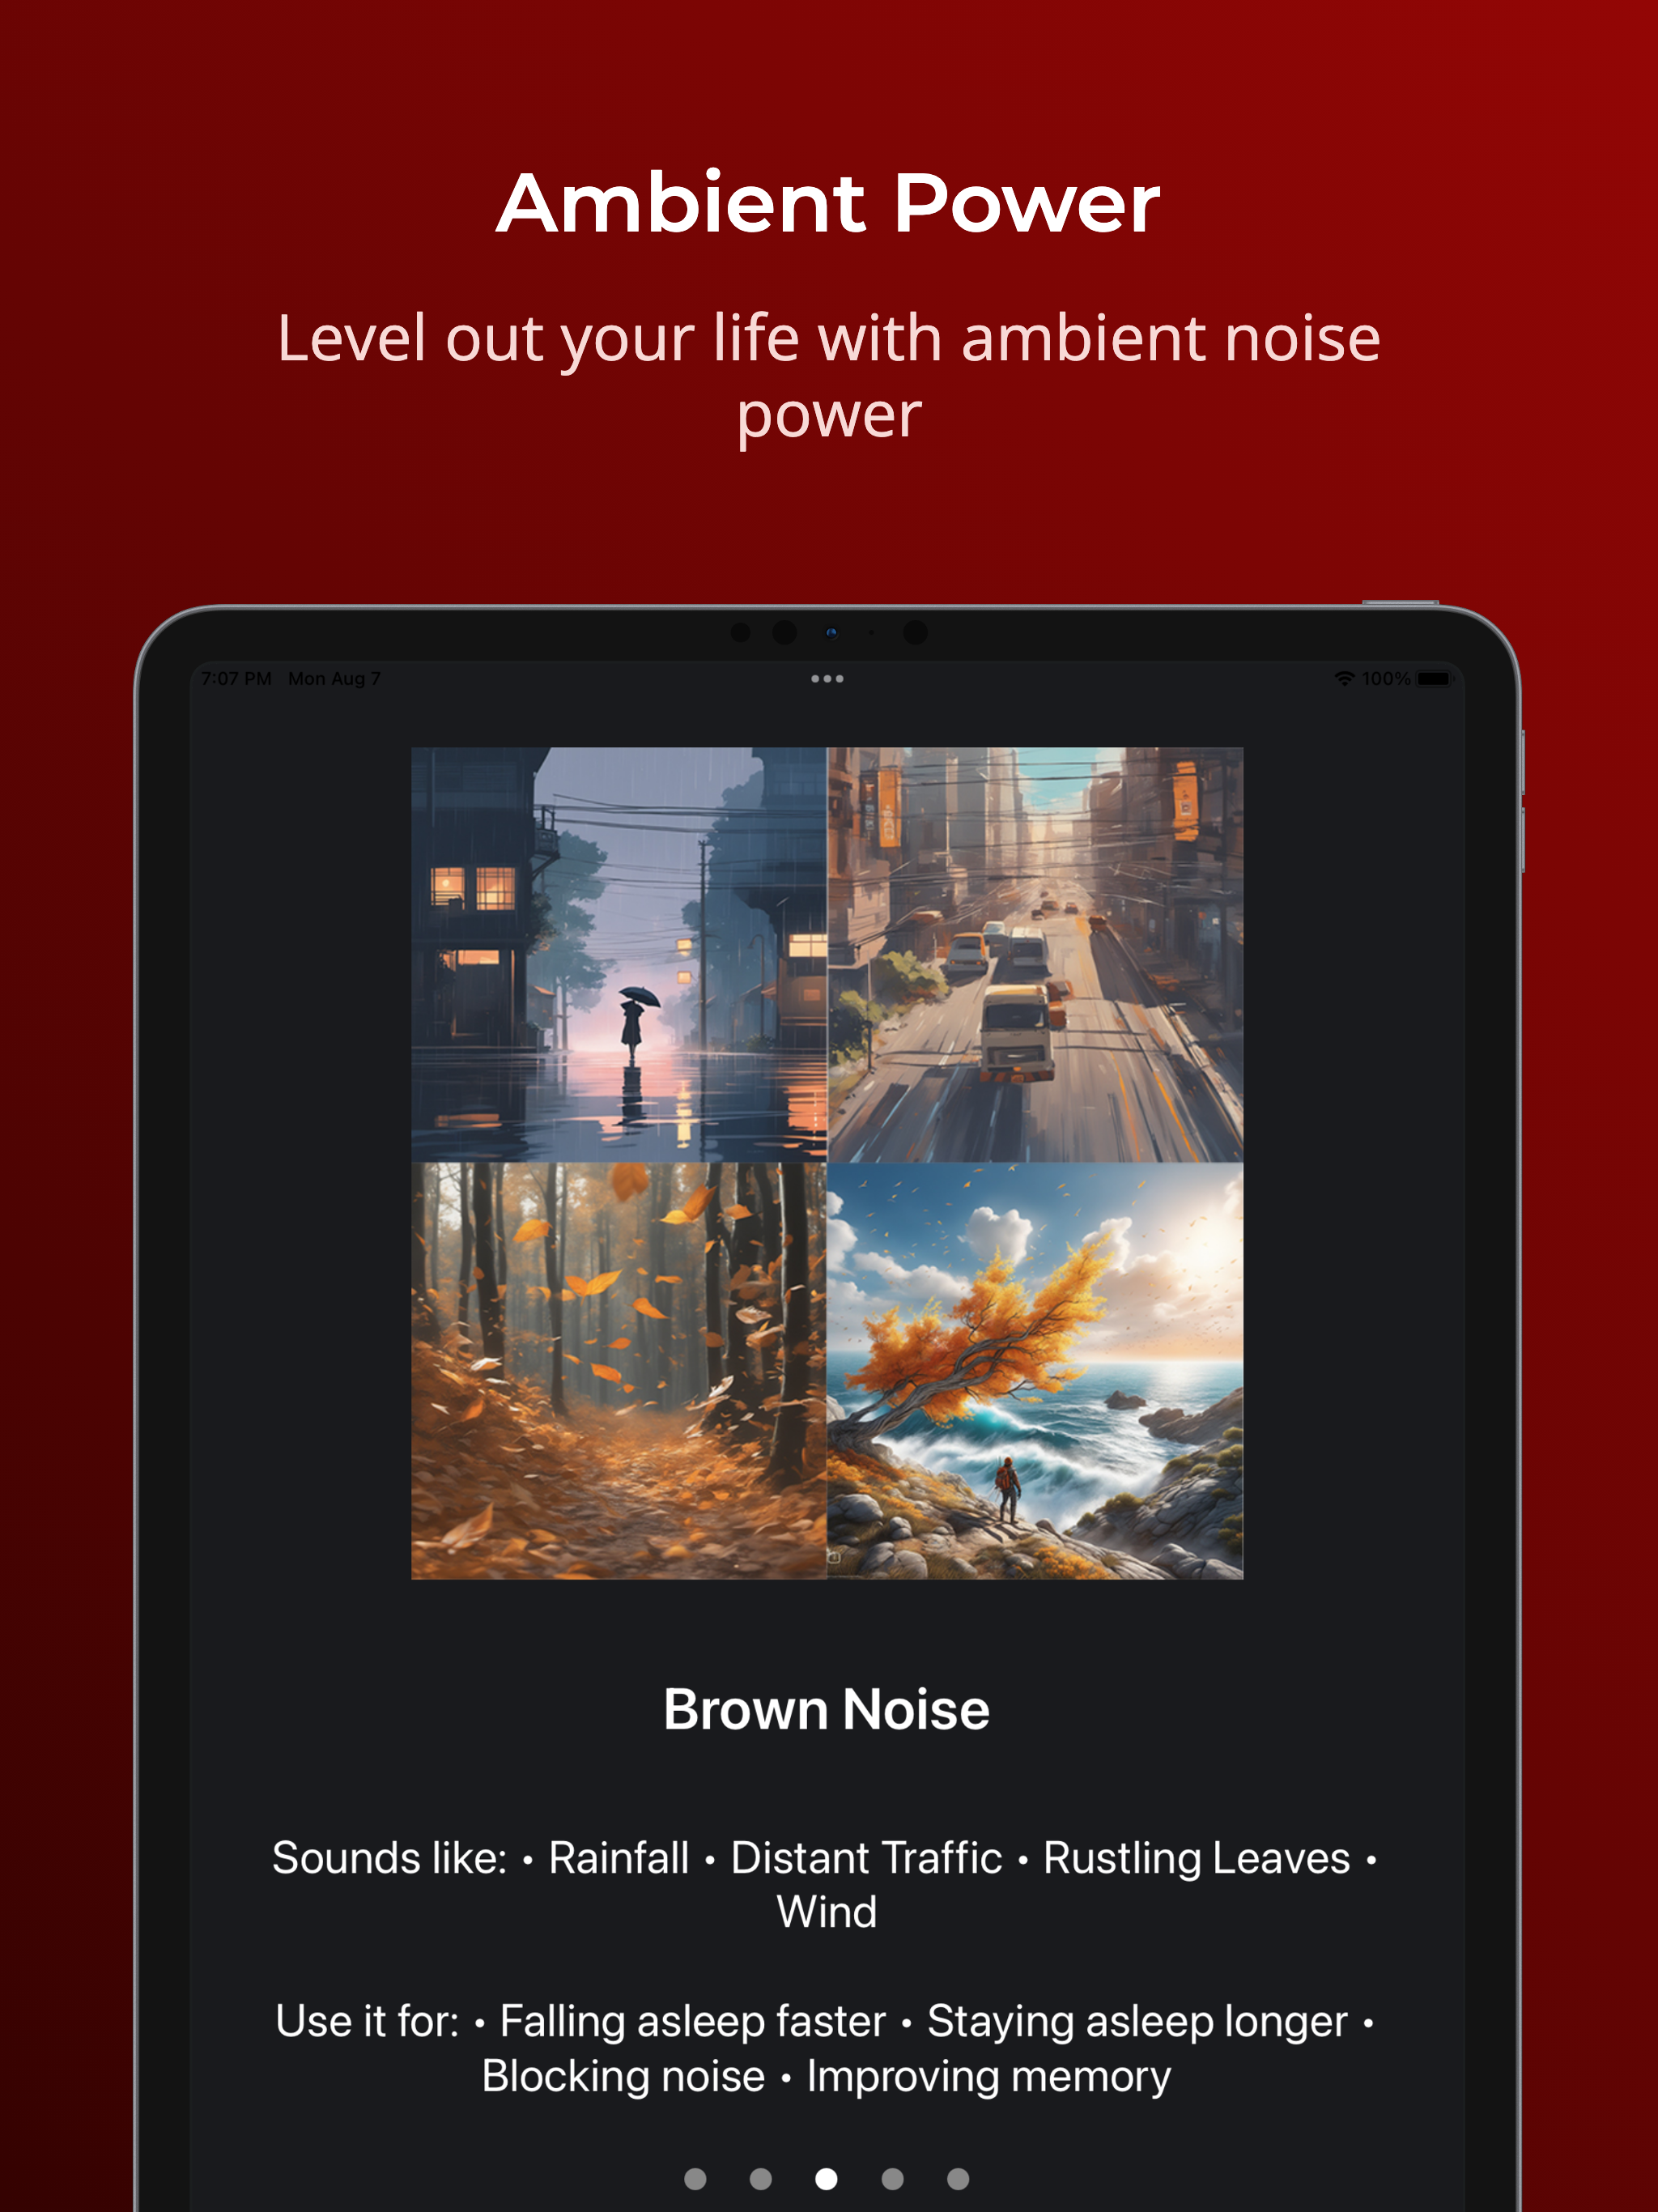 Ambient Power
Level out your life with ambient noise
power
7:07 PM Mon Aug 7
100%
Brown Noise
Sounds like: • Rainfall • Distant Traffic • Rustling Leaves •
Wind
Use it for: • Falling asleep faster • Staying asleep longer •
Blocking noise • Improving memory